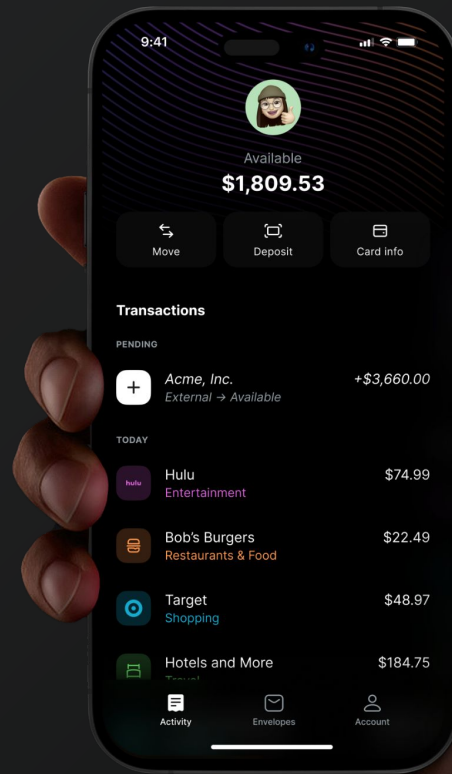 9:41
Available
$1,809.53
Move
Deposit
Card info
Transactions
PENDING
Acme, Inc.
+$3,660.00
External → Available
TODAY
hulu
Hulu
$74.99
Entertainment
Bob's Burgers
$22.49
Restaurants & Food
Target
$48.97
Shopping
Hotels and More
$184.75
Travel
Activity
Envelopes
Account